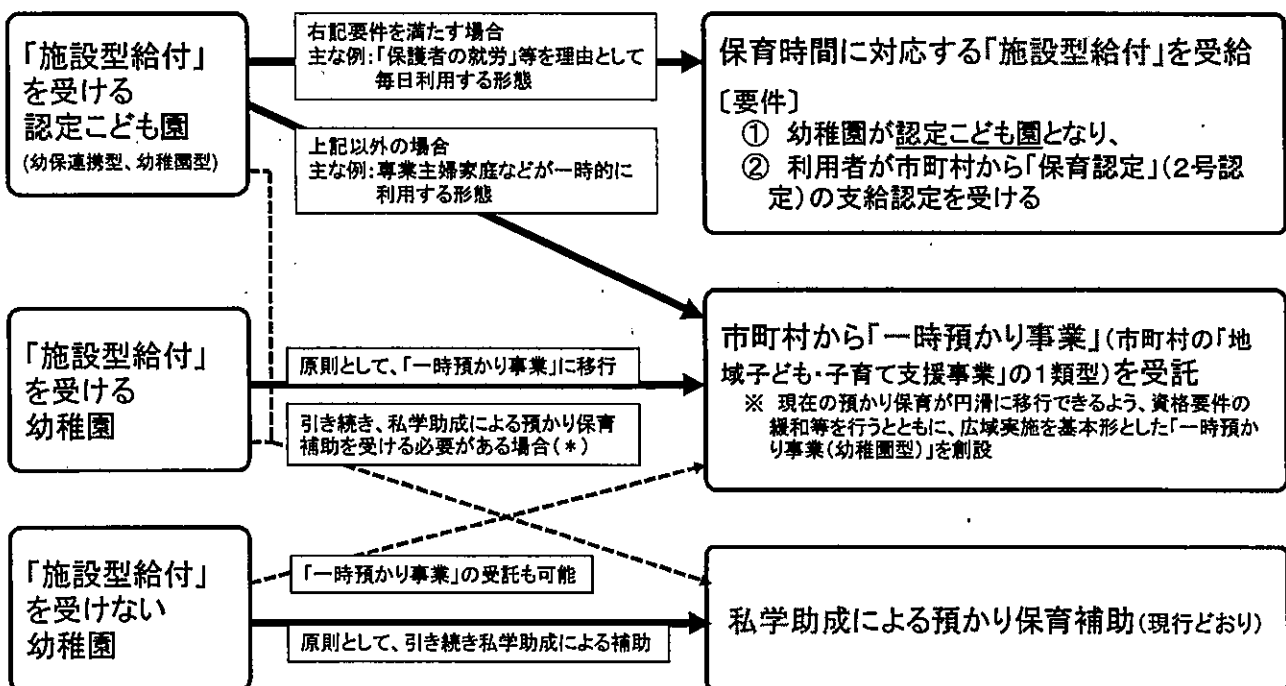 「施設型給付」
を受ける
認定こども園
(幼保連携型、幼稚園型)
右記要件を満たす場合
主な例:「保護者の就労」等を理由として
毎日利用する形態
上記以外の場合
主な例:専業主婦家庭などが一時的に
利用する形態
保育時間に対応する「施設型給付」を受給
〔要件〕
① 幼稚園が認定こども園となり、
② 利用者が市町村から「保育認定」(2号認
定)の支給認定を受ける
「施設型給付」
を受ける
幼稚園
原則として、「一時預かり事業」に移行
引き続き、私学助成による預かり保育
補助を受ける必要がある場合(*)
市町村から「一時預かり事業」(市町村の「地
域子ども・子育て支援事業」の1類型)を受託
※ 現在の預かり保育が円滑に移行できるよう、資格要件の
緩和等を行うとともに、広域実施を基本形とした「一時預か
り事業(幼稚園型)」を創設
「施設型給付」
を受けない
幼稚園
「一時預かり事業」の受託も可能
原則として、引き続き私学助成による補助
私学助成による預かり保育補助(現行どおり)